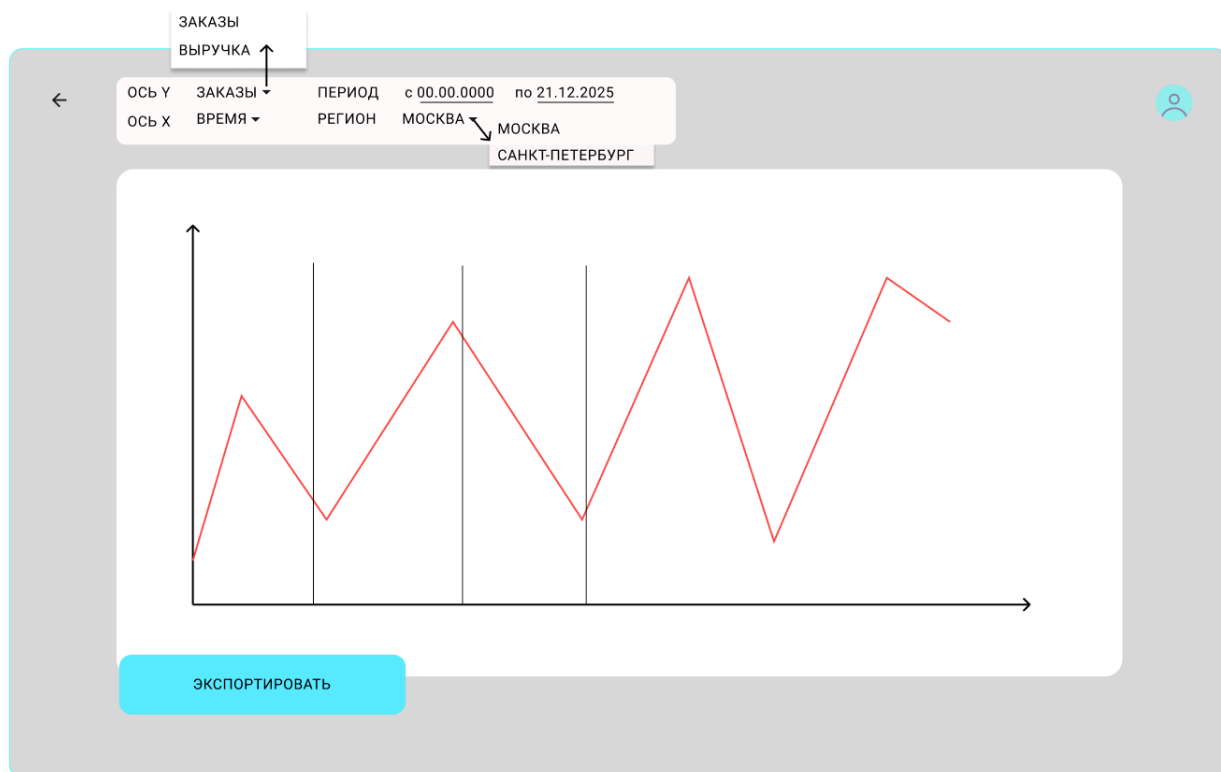 ЗАКАЗЫ
ВЫРУЧКА
ОСЬ Y ЗАКАЗЫ ПЕРИОД с 00.00.0000 по 21.12.2025
ОСЬ X ВРЕМЯ РЕГИОН МОСКВА
МОСКВА
САНКТ-ПЕТЕРБУРГ
ЭКСПОРТИРОВАТЬ